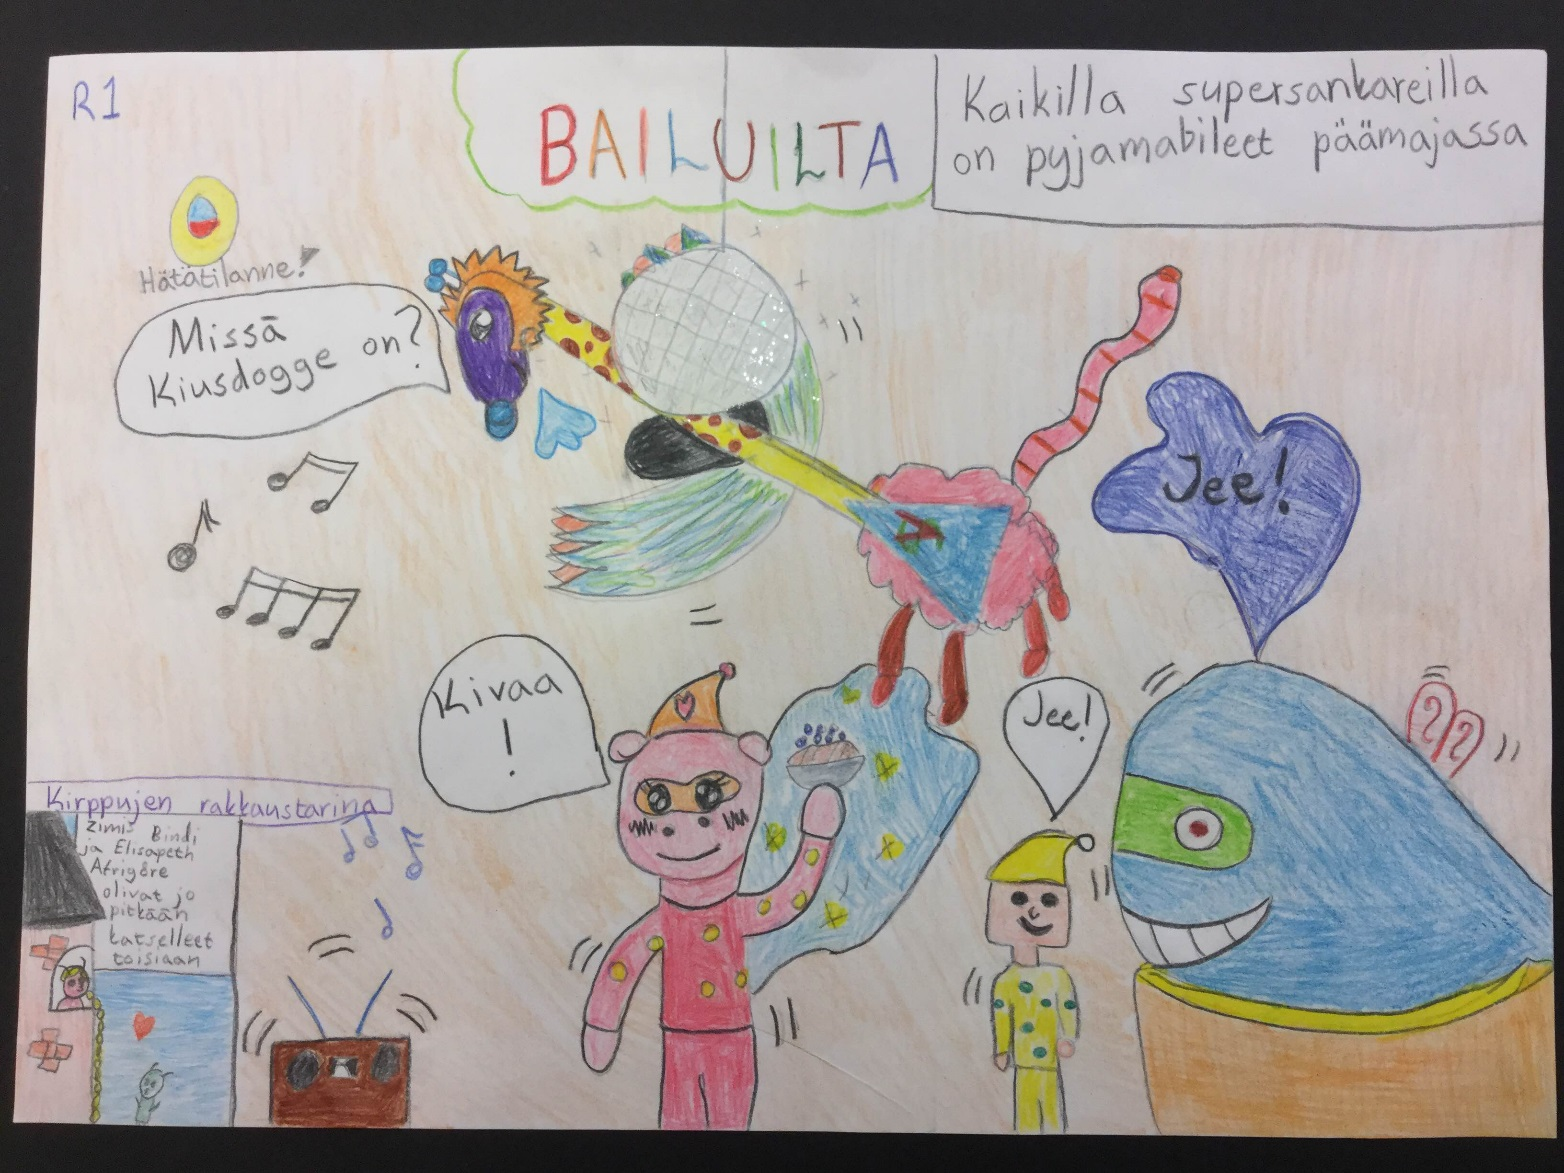 R1
BAILUILTA
Kaikilla supersankareilla
on pyjamabileet päämajassa
Hätätilanne!
Missä
Kiusdogge on?
Jee!
Kivaa
!
Jee!
Kirppujen rakkaustarina
Zimis Bindi
ja Elisapeth
Afrigåre
olivat jo
pitkään
katselleet
toisiaan
A